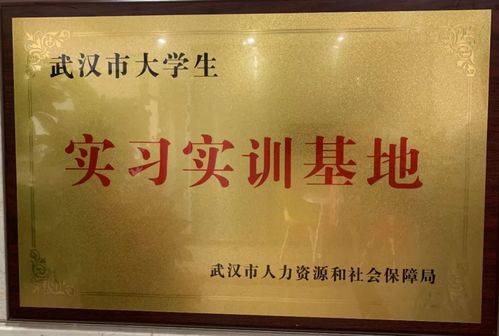 武汉市大学生
实习实训基地
武汉市人力资源和社会保障局